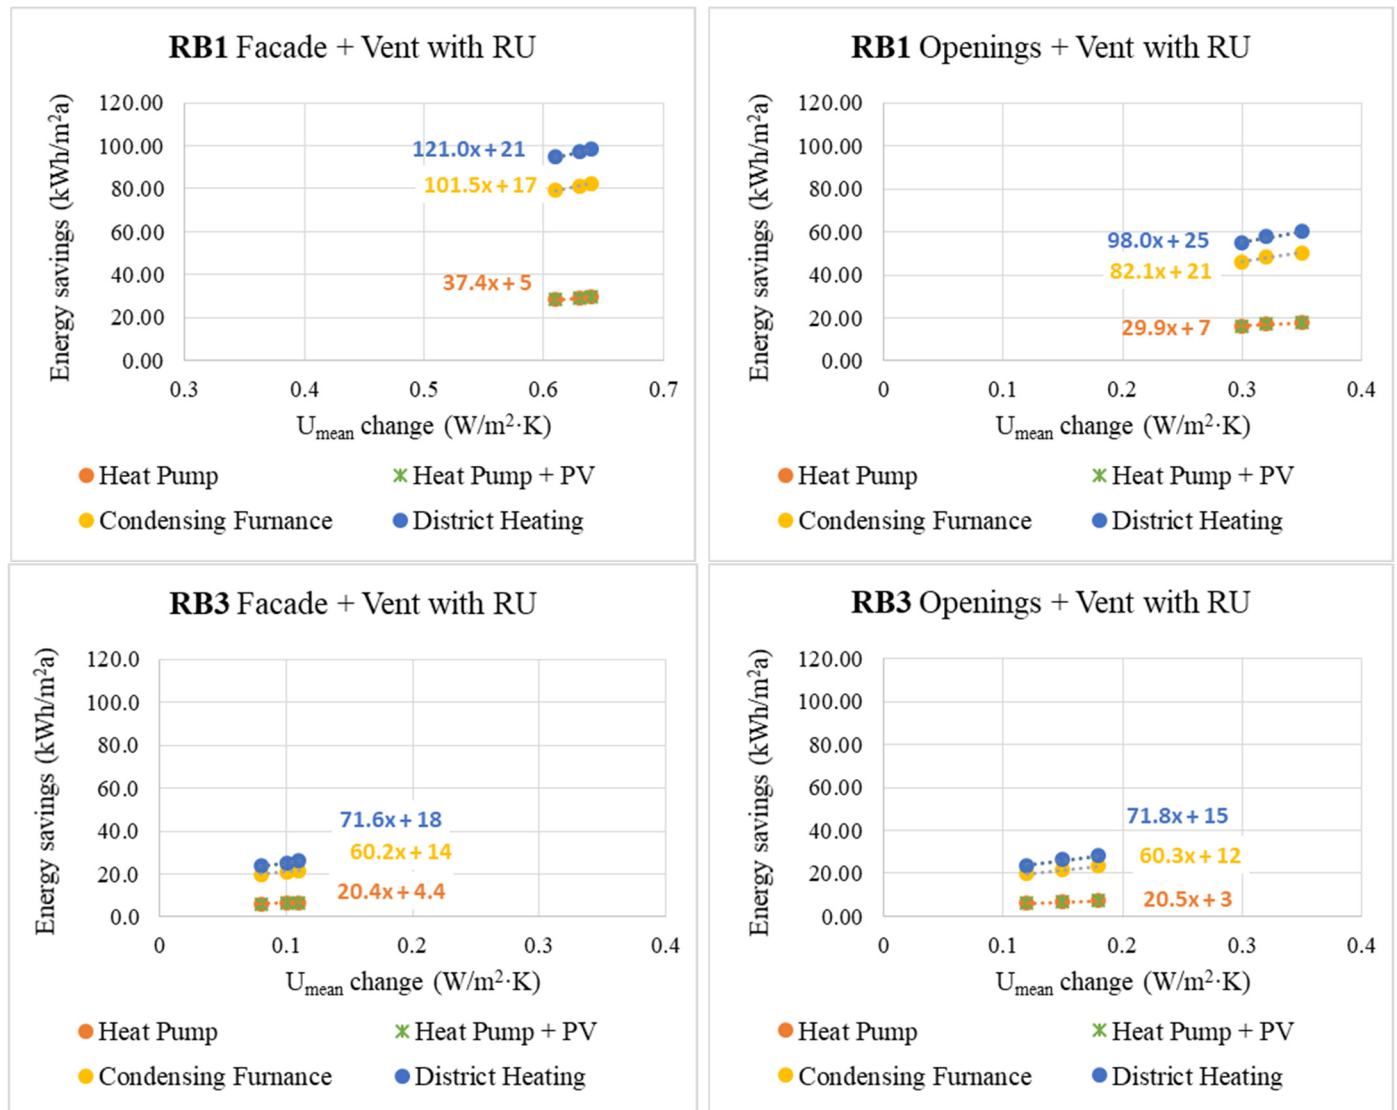 RB1 Facade + Vent with RU
Energy savings (kWh/m²a)
120.00
100.00
80.00
60.00
40.00
20.00
0.00
121.0x + 21
101.5x + 17
37.4x + 5
0.3 0.4 0.5 0.6 0.7
Umean change (W/m²·K)
Heat Pump Heat Pump + PV
Condensing Furnance District Heating
RB1 Openings + Vent with RU
Energy savings (kWh/m²a)
120.00
100.00
80.00
60.00
40.00
20.00
0.00
98.0x + 25
82.1x + 21
29.9x + 7
0 0.1 0.2 0.3 0.4
Umean change (W/m²·K)
Heat Pump Heat Pump + PV
Condensing Furnance District Heating
RB3 Facade + Vent with RU
Energy savings (kWh/m²a)
120.0
100.0
80.0
60.0
40.0
20.0
0.0
71.6x + 18
60.2x + 14
20.4x + 4.4
0 0.1 0.2 0.3 0.4
Umean change (W/m²·K)
Heat Pump Heat Pump + PV
Condensing Furnance District Heating
RB3 Openings + Vent with RU
Energy savings (kWh/m²a)
120.00
100.00
80.00
60.00
40.00
20.00
0.00
71.8x + 15
60.3x + 12
20.5x + 3
0 0.1 0.2 0.3 0.4
Umean change (W/m²·K)
Heat Pump Heat Pump + PV
Condensing Furnance District Heating